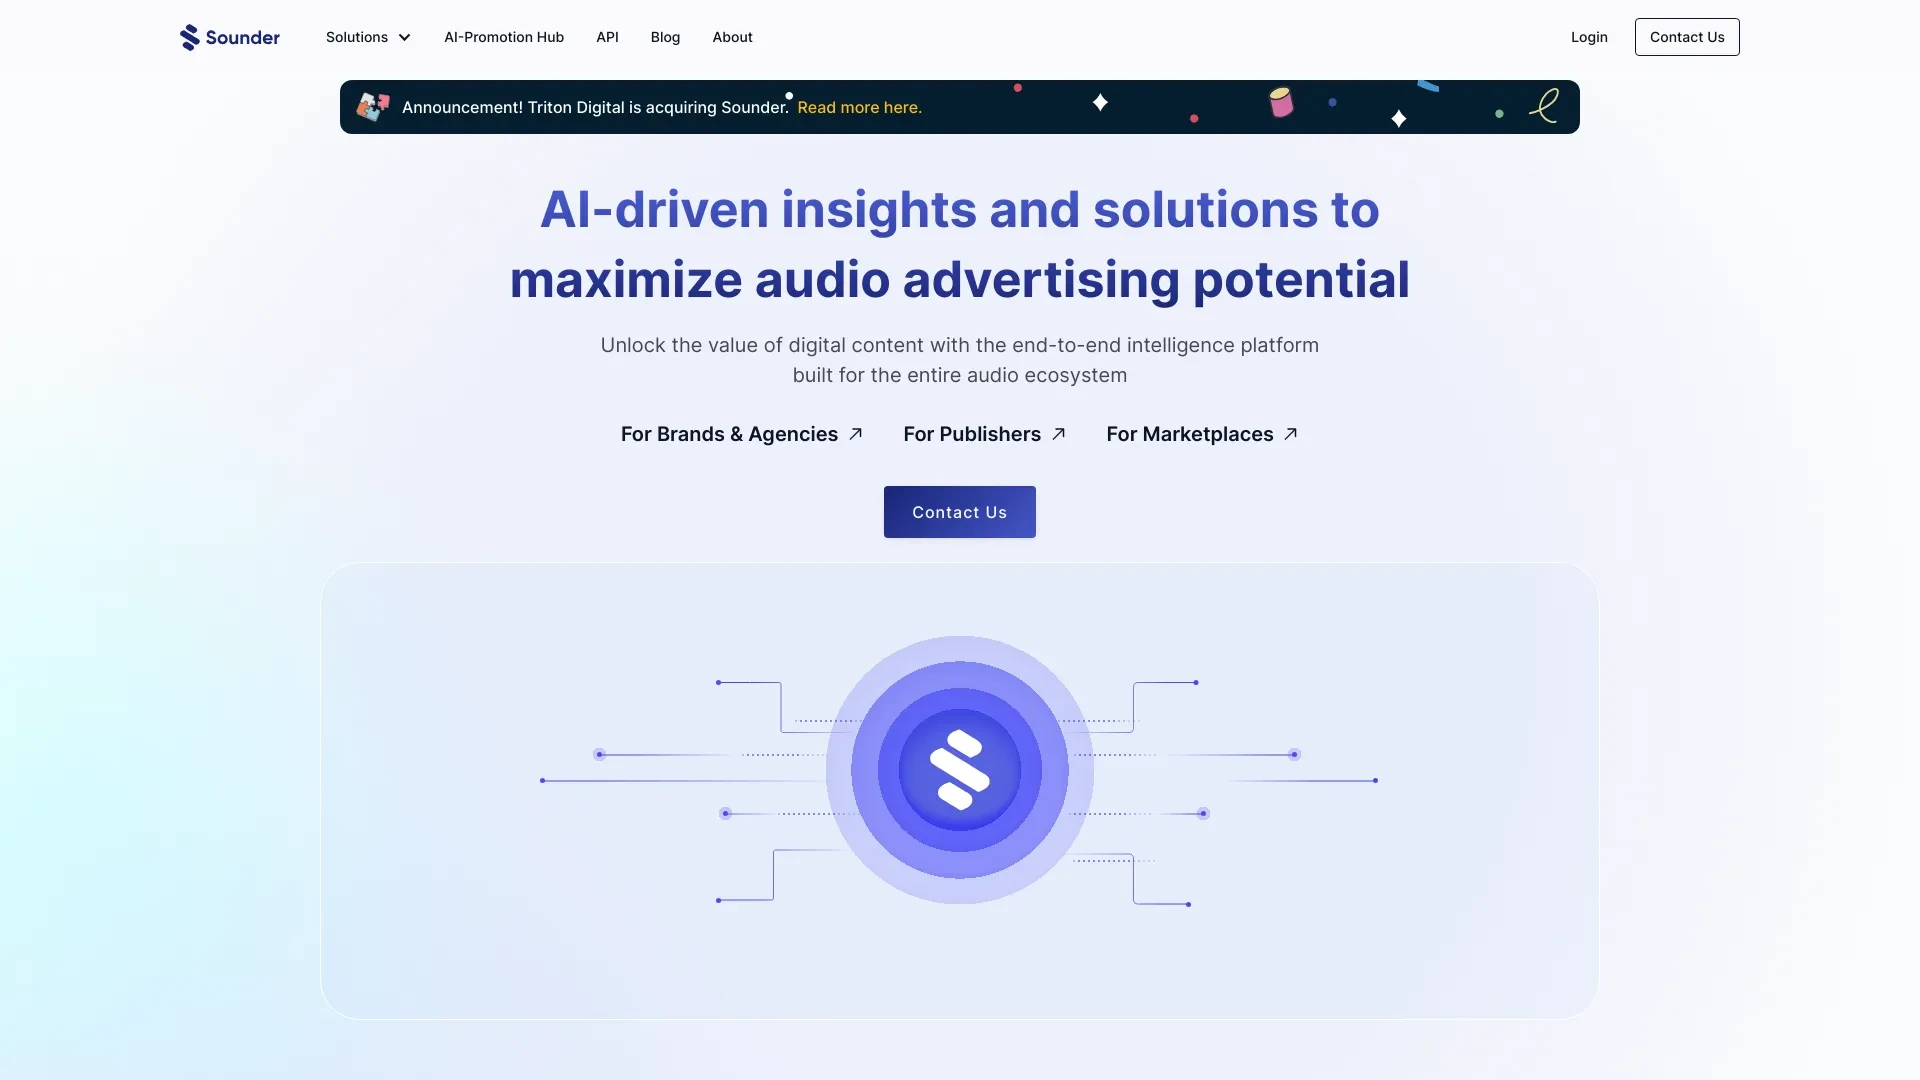 Sounder
Solutions
AI-Promotion Hub
API
Blog
About
Login
Contact Us
Announcement! Triton Digital is acquiring Sounder. Read more here.
AI-driven insights and solutions to
maximize audio advertising potential
Unlock the value of digital content with the end-to-end intelligence platform
built for the entire audio ecosystem
For Brands & Agencies
For Publishers
For Marketplaces
Contact Us